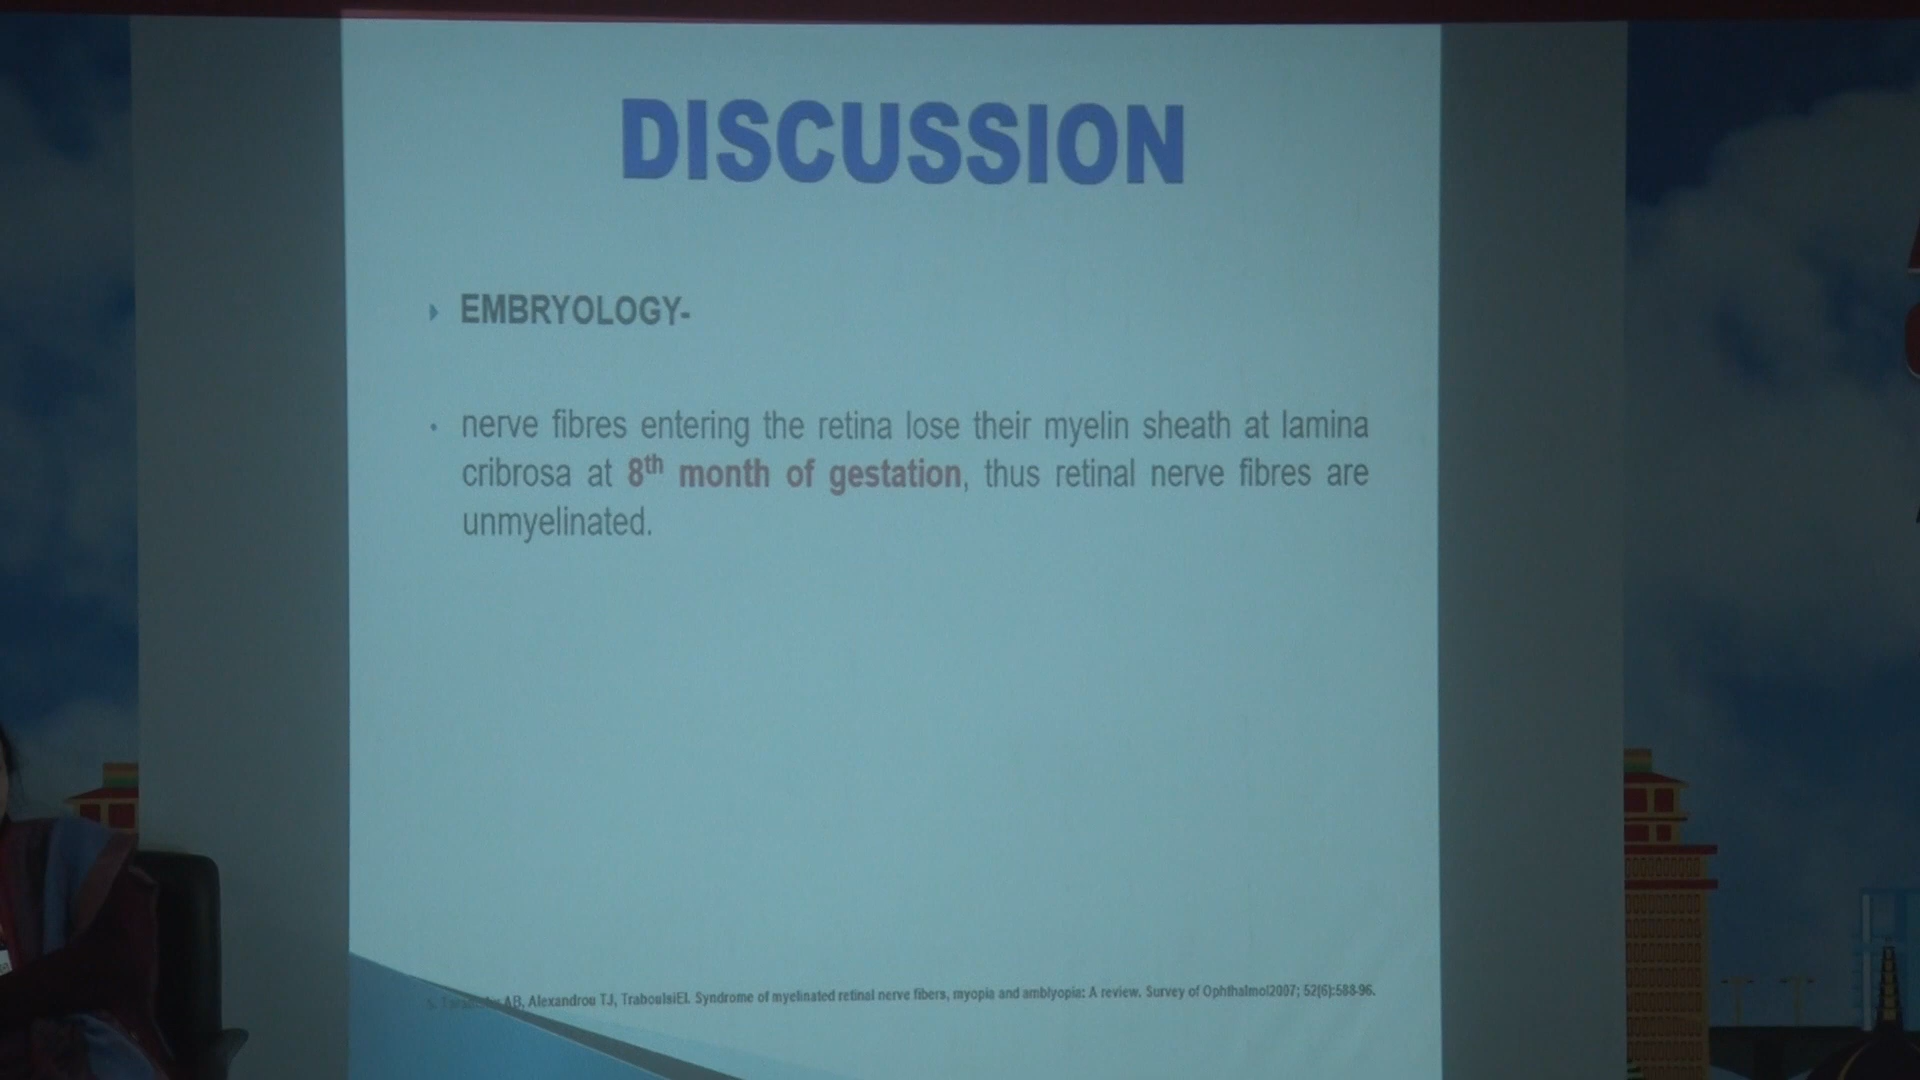 DISCUSSION
EMBRYOLOGY-
nerve fibres entering the retina lose their myelin sheath at lamina
cribrosa at 8th month of gestation, thus retinal nerve fibres are
unmyelinated.
AB, Alexandrou TJ, TraboulsiEI. Syndrome of myelinated retinal nerve fibers, myopia and amblyopia: A review. Survey of Ophthalmol2007; 52(6):588-96.